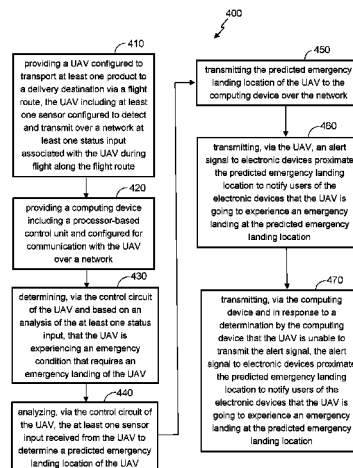 400
410
providing a UAV configured to
transport at least one product to
a delivery destination via a flight
route, the UAV including at least
one sensor configured to detect
and transmit over a network at
least one status input
associated with the UAV during
flight along the flight route
420
providing a computing device
including a processor-based
control unit and configured for
communication with the UAV
over a network
430
determining, via the control circuit
of the UAV and based on an
analysis of the at least one status
input, that the UAV is
experiencing an emergency
condition that requires an
emergency landing of the UAV
440
analyzing, via the control circuit of
the UAV, the at least one sensor
input received from the UAV to
determine a predicted emergency
landing location of the UAV
450
transmitting the predicted emergency
landing location of the UAV to the
computing device over the network
460
transmitting, via the UAV, an alert
signal to electronic devices proximate
the predicted emergency landing
location to notify users of the
electronic devices that the UAV is
going to experience an emergency
landing at the predicted emergency
landing location
470
transmitting, via the computing
device and in response to a
determination by the computing
device that the UAV is unable to
transmit the alert signal, the alert
signal to electronic devices proximate
the predicted emergency landing
location to notify users of the
electronic devices that the UAV is
going to experience an emergency
landing at the predicted emergency
landing location